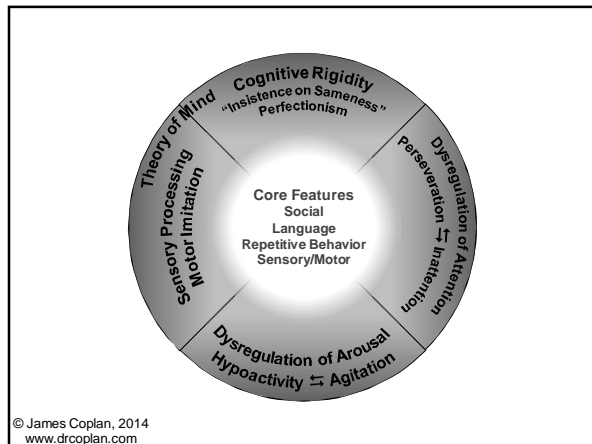 Cognitive Rigidity
“Insistence on Sameness”
Perfectionism
Theory of Mind
Sensory Processing
Motor Imitation
Core Features
Social
Language
Repetitive Behavior
Sensory/Motor
Dysregulation of Attention
Perseveration ⇆ Inattention
Dysregulation of Arousal
Hypoactivity ⇆ Agitation
© James Coplan, 2014
www.drcoplan.com